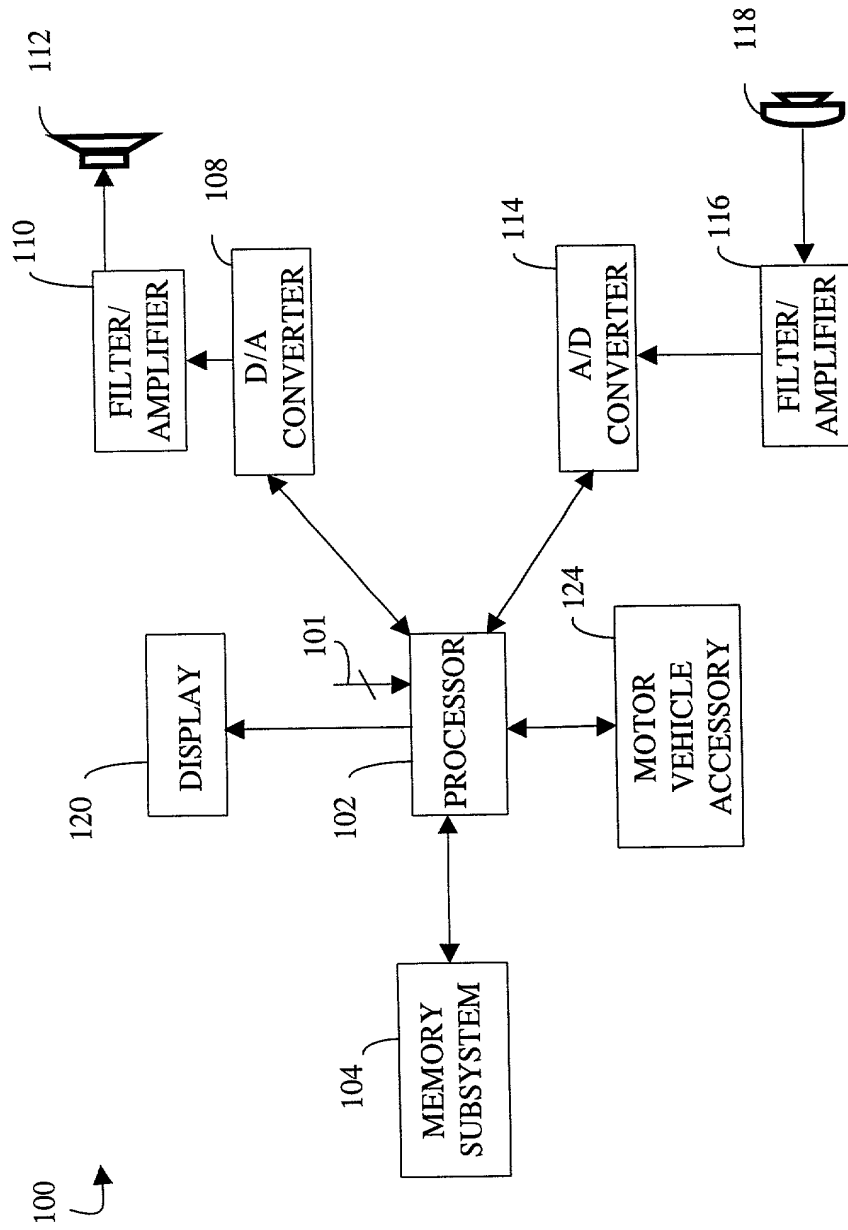 100
112
110
FILTER/
AMPLIFIER
108
D/A
CONVERTER
120
DISPLAY
101
102
PROCESSOR
104
MEMORY
SUBSYSTEM
114
A/D
CONVERTER
118
116
FILTER/
AMPLIFIER
124
MOTOR
VEHICLE
ACCESSORY